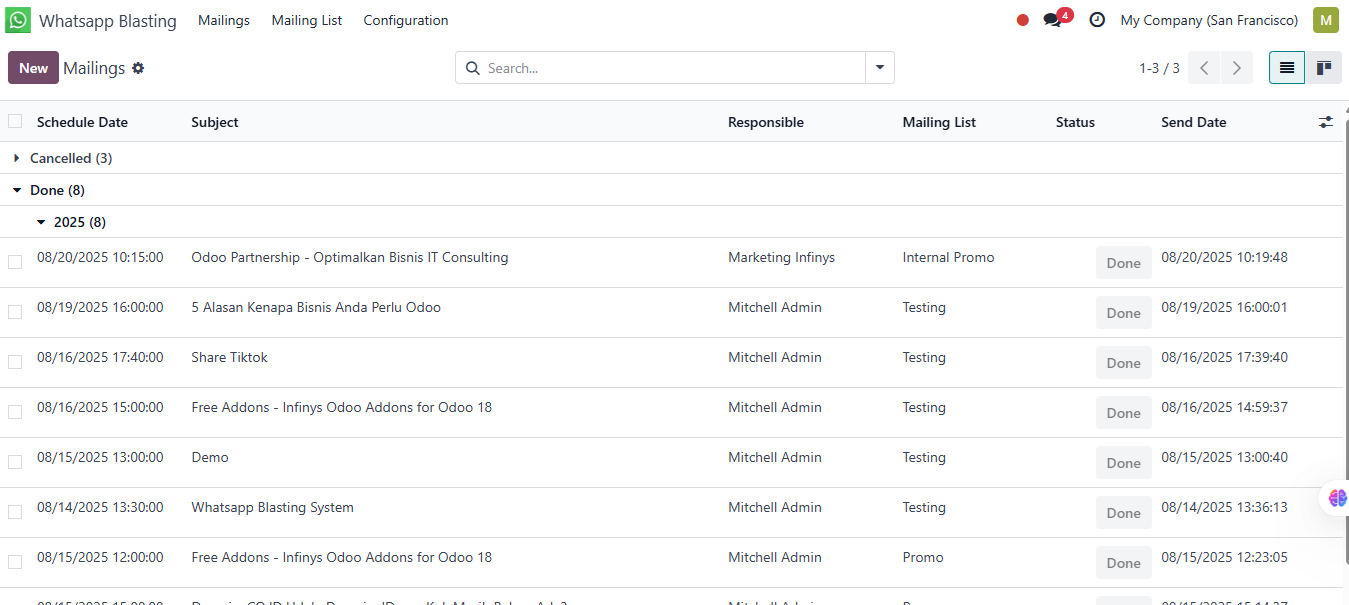 Whatsapp Blasting Mailings Mailing List Configuration 4 My Company (San Francisco) M
New Mailings Search... 1-3 / 3
Schedule Date Subject Responsible Mailing List Status Send Date
Cancelled (3)
Done (8)
2025 (8)
08/20/2025 10:15:00 Odoo Partnership - Optimalkan Bisnis IT Consulting Marketing Infinys Internal Promo Done 08/20/2025 10:19:48
08/19/2025 16:00:00 5 Alasan Kenapa Bisnis Anda Perlu Odoo Mitchell Admin Testing Done 08/19/2025 16:00:01
08/16/2025 17:40:00 Share Tiktok Mitchell Admin Testing Done 08/16/2025 17:39:40
08/16/2025 15:00:00 Free Addons - Infinys Odoo Addons for Odoo 18 Mitchell Admin Testing Done 08/16/2025 14:59:37
08/15/2025 13:00:00 Demo Mitchell Admin Testing Done 08/15/2025 13:00:40
08/14/2025 13:30:00 Whatsapp Blasting System Mitchell Admin Testing Done 08/14/2025 13:36:13
08/15/2025 12:00:00 Free Addons - Infinys Odoo Addons for Odoo 18 Mitchell Admin Promo Done 08/15/2025 12:23:05